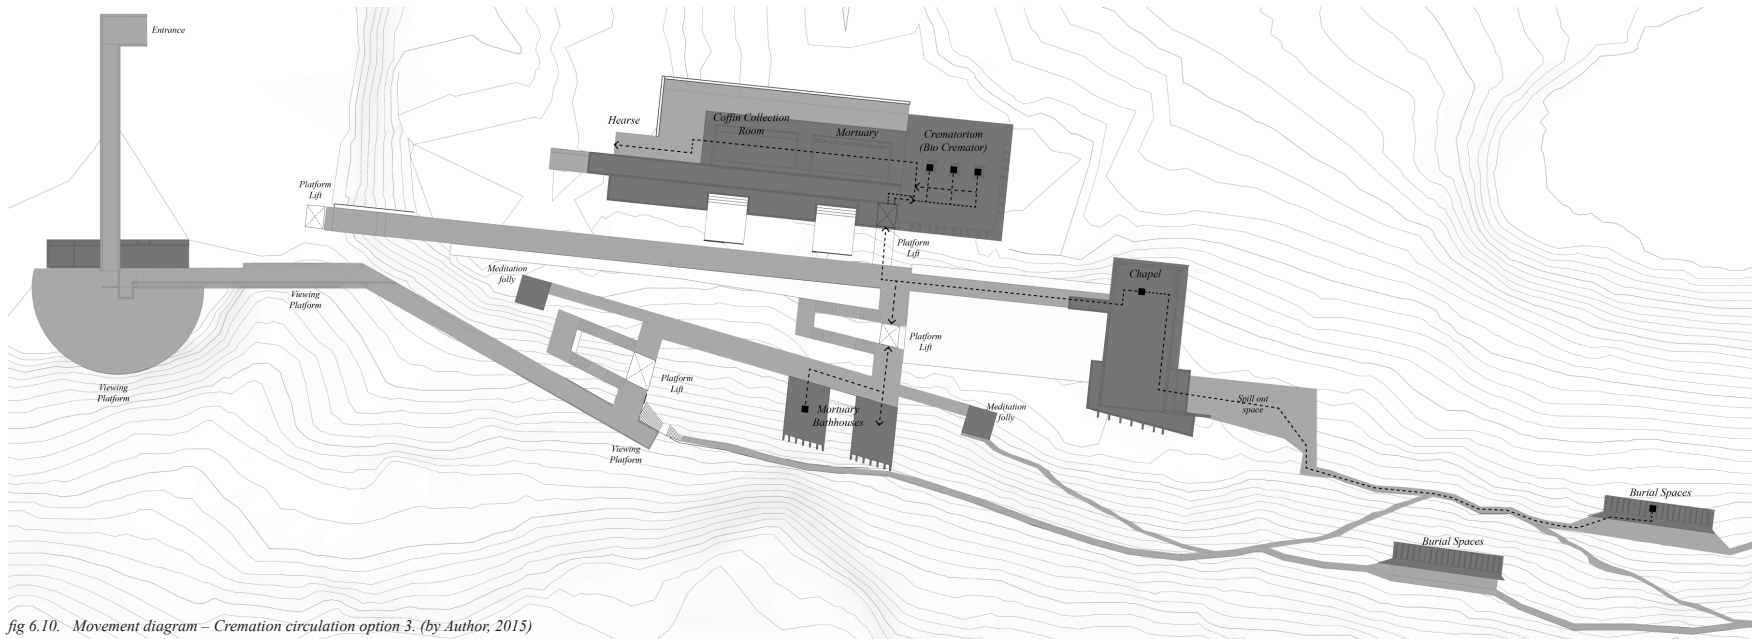 Entrance
Hearse
Coffin Collection
Room
Mortuary
Crematorium
(Bio Cremator)
Platform
Lift
Platform
Lift
Meditation
folly
Chapel
Viewing
Platform
Platform
Lift
Platform
Lift
Viewing
Platform
Spill out
space
Mortuary
Bathhouses
Meditation
folly
Viewing
Platform
Burial Spaces
Burial Spaces
fig 6.10. Movement diagram – Cremation circulation option 3. (by Author, 2015)